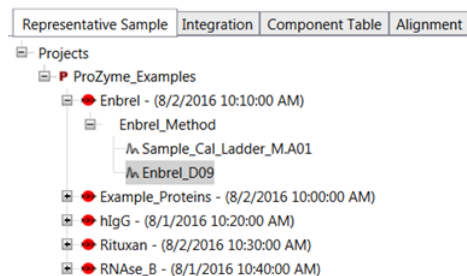 Representative Sample Integration Component Table Alignment
Projects
P ProZyme_Examples
Enbrel - (8/2/2016 10:10:00 AM)
Enbrel_Method
Sample_Cal_Ladder_M.A01
Enbrel_D09
Example_Proteins - (8/2/2016 10:00:00 AM)
hIgG - (8/1/2016 10:20:00 AM)
Rituxan - (8/2/2016 10:30:00 AM)
RNAse_B - (8/1/2016 10:40:00 AM)